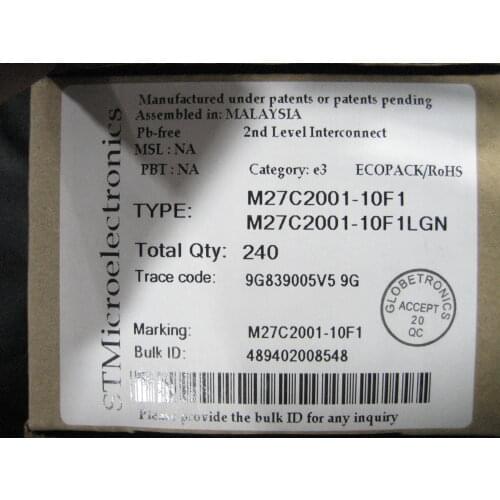 STMicroelectronics
Manufactured under patents or patents pending
Assembled in: MALAYSIA
Pb-free 2nd Level Interconnect
MSL : NA
PBT : NA Category: e3 ECOPACK/RoHS
TYPE: M27C2001-10F1
M27C2001-10F1LGN
Total Qty: 240
Trace code: 9G839005V5 9G
Marking: M27C2001-10F1
Bulk ID: 489402008548
Please provide the bulk ID for any inquiry
GLOBETRONICS
ACCEPT
20
QC